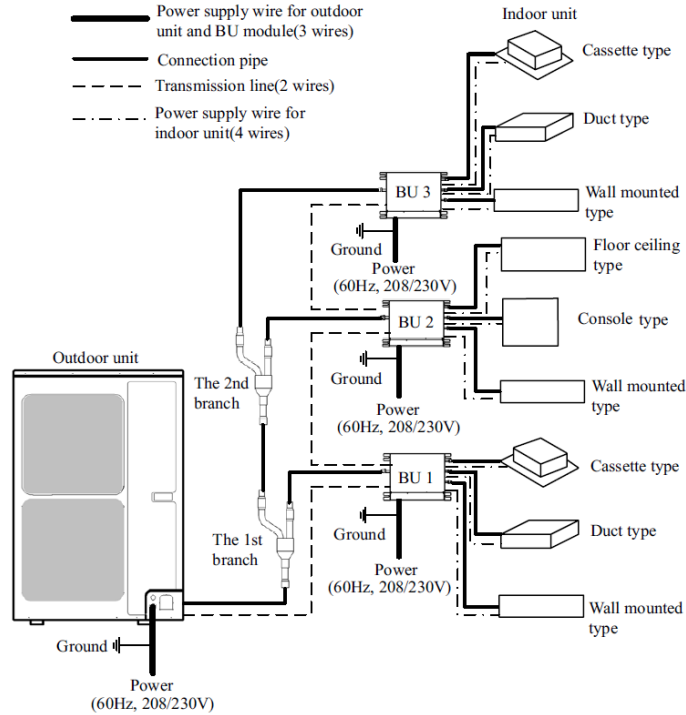 Power supply wire for outdoor
unit and BU module(3 wires)
Connection pipe
Transmission line(2 wires)
Power supply wire for
indoor unit(4 wires)
Indoor unit
Cassette type
Duct type
BU 3
Wall mounted
type
Ground
Power
(60Hz, 208/230V)
Floor ceiling
type
BU 2
Console type
Ground
Wall mounted
type
Power
(60Hz, 208/230V)
Outdoor unit
The 2nd
branch
BU 1
Cassette type
Ground
Duct type
The 1st
branch
Power
(60Hz, 208/230V)
Wall mounted
type
Ground
Power
(60Hz, 208/230V)